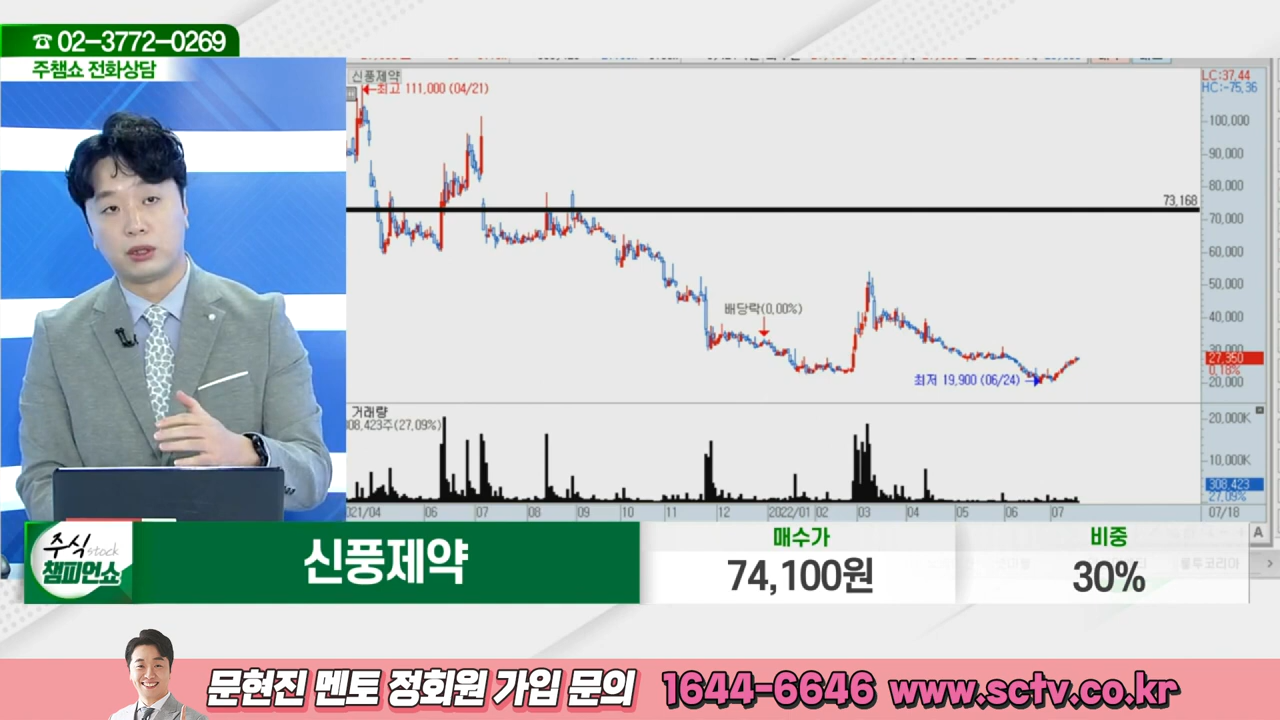 ☎ 02-3772-0269
주챔쇼 전화상담
신풍제약
최고 111,000 (04/21)
LC:37,44
HC:-75,36
100,000
90,000
80,000
73,168
70,000
60,000
50,000
40,000
배당락(0,00%)
30,000
27,350
0,18%
최저 19,900 (06/24)
20,000
거래량
308,423주(27,09%)
20,000K
10,000K
308,423
27,09%
021/04
06
07
08
09
10
11
12
2022/01
02
03
04
05
06
07
07/18
A
주식 stock
챔피언쇼
신풍제약
매수가
74,100원
비중
30%
문현진 멘토 정회원 가입 문의 1644-6646 www.sctv.co.kr